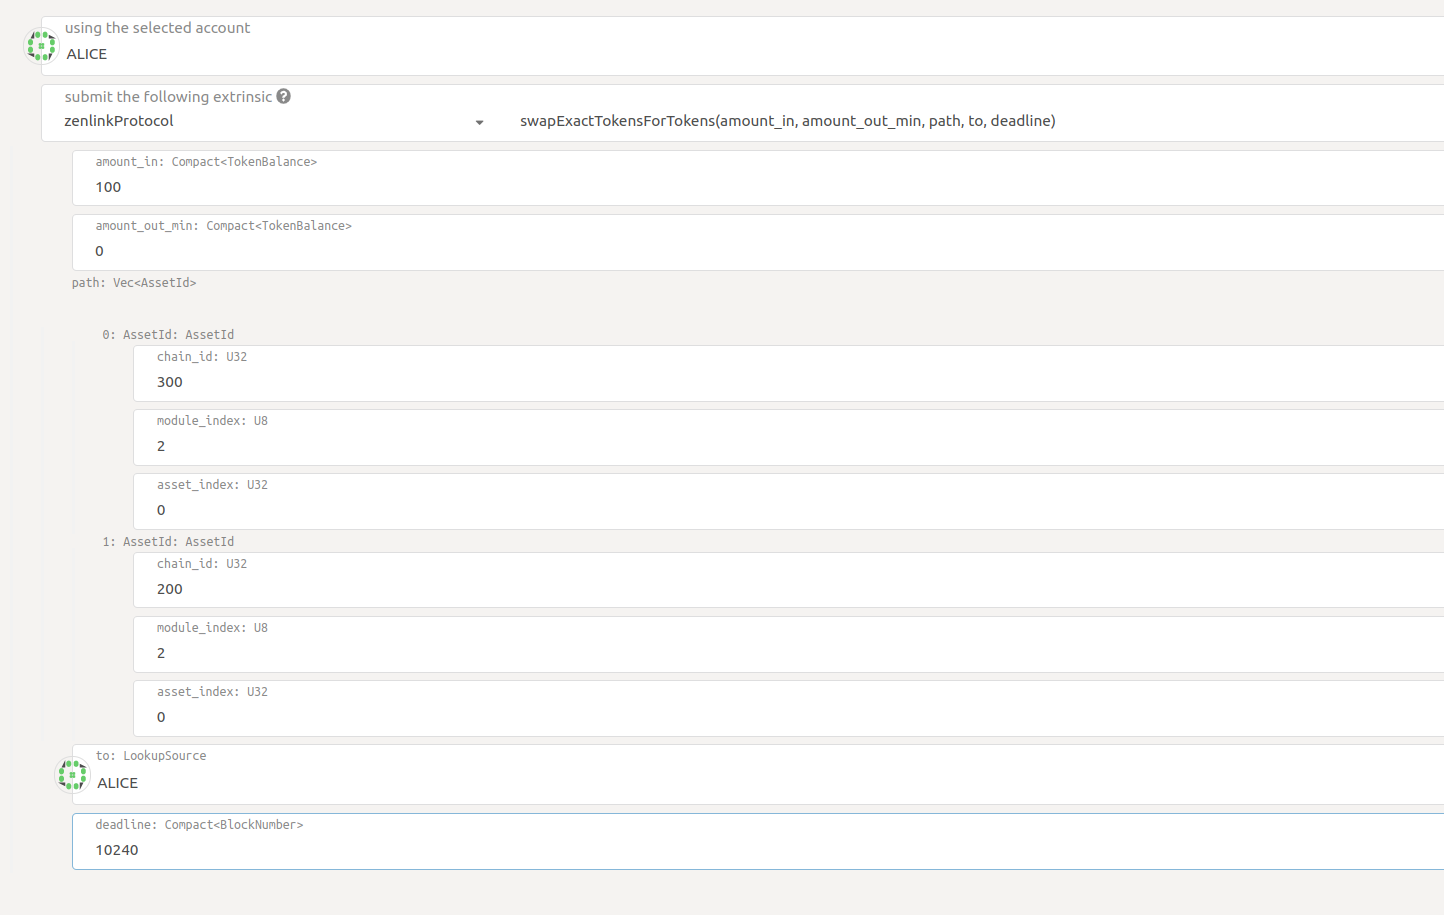 using the selected account
ALICE
submit the following extrinsic ?
zenlinkProtocol
swapExactTokensForTokens(amount_in, amount_out_min, path, to, deadline)
amount_in: Compact<TokenBalance>
100
amount_out_min: Compact<TokenBalance>
0
path: Vec<AssetId>
0: AssetId: AssetId
chain_id: U32
300
module_index: U8
2
asset_index: U32
0
1: AssetId: AssetId
chain_id: U32
200
module_index: U8
2
asset_index: U32
0
to: LookupSource
ALICE
deadline: Compact<BlockNumber>
10240